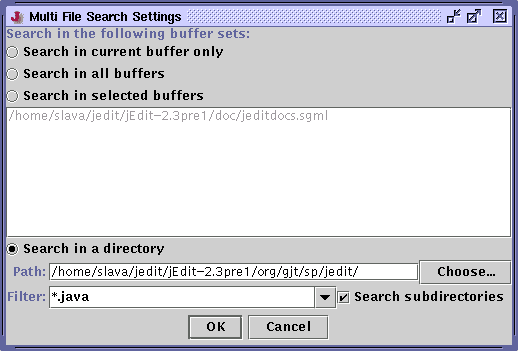 Multi File Search Settings
Search in the following buffer sets:
Search in current buffer only
Search in all buffers
Search in selected buffers
/home/slava/jedit/jEdit-2.3pre1/doc/jeditdocs.sgml
Search in a directory
Path: /home/slava/jedit/jEdit-2.3pre1/org/gjt/sp/jedit/ Choose...
Filter: *.java Search subdirectories
OK Cancel